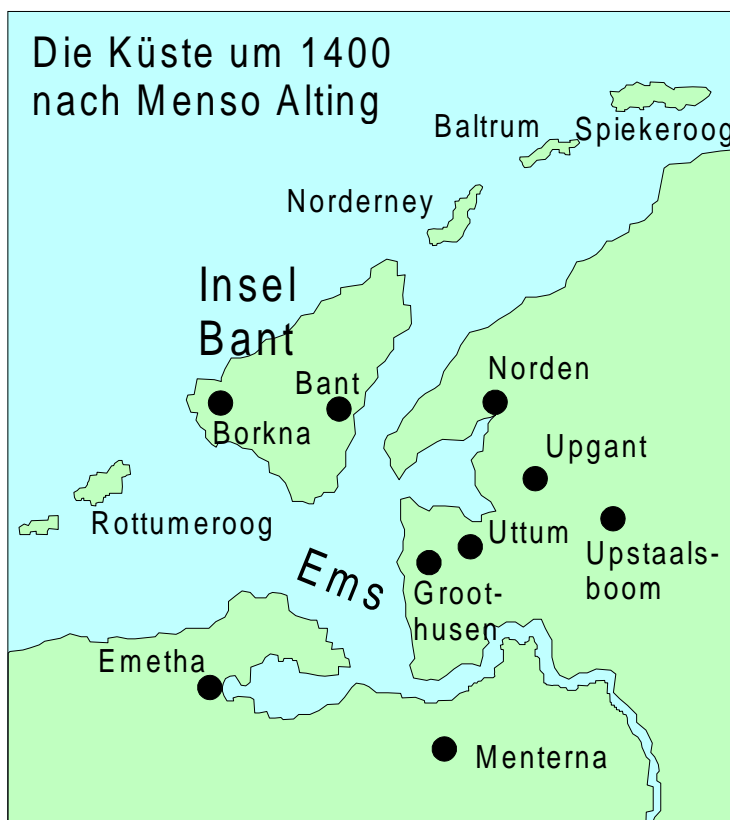 Die Küste um 1400
nach Menso Alting
Spiekeroog
Baltrum
Norderney
Insel
Bant
Bant
Norden
Borkna
Upgant
Rottumeroog
Uttum
Upstaals-
boom
Ems
Groot-
husen
Emetha
Menterna